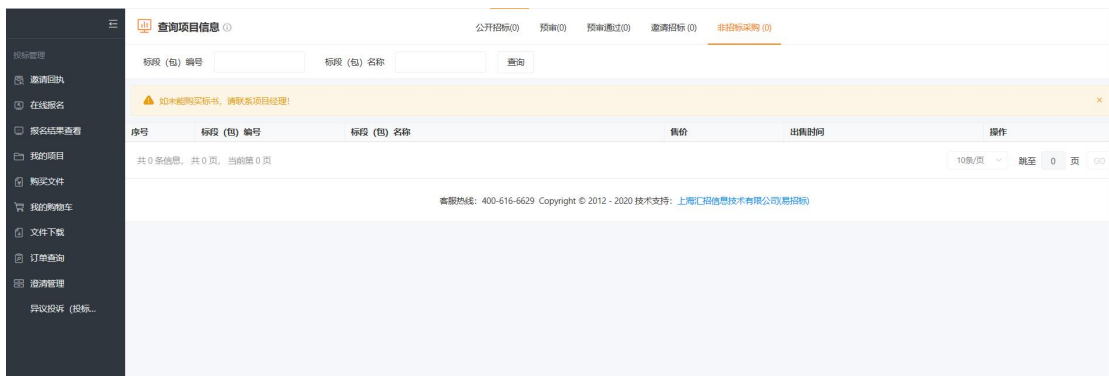 查询项目信息
公开招标(0) 预审(0) 预审通过(0) 邀请招标 (0) 非招标采购 (0)
投标管理
邀请回执
在线报名
报名结果查看
我的项目
购买文件
我的购物车
文件下载
订单查询
澄清管理
异议投诉（投标...
标段（包）编号 标段（包）名称 查询
如未能购买标书，请联系项目经理！
序号 标段（包）编号 标段（包）名称 售价 出售时间 操作
共 0 条信息，共 0 页，当前第 0 页 10条/页 跳至 0 页 GO
客服热线：400-616-6629 Copyright © 2012 - 2020 技术支持：上海汇招信息技术有限公司(易招标)